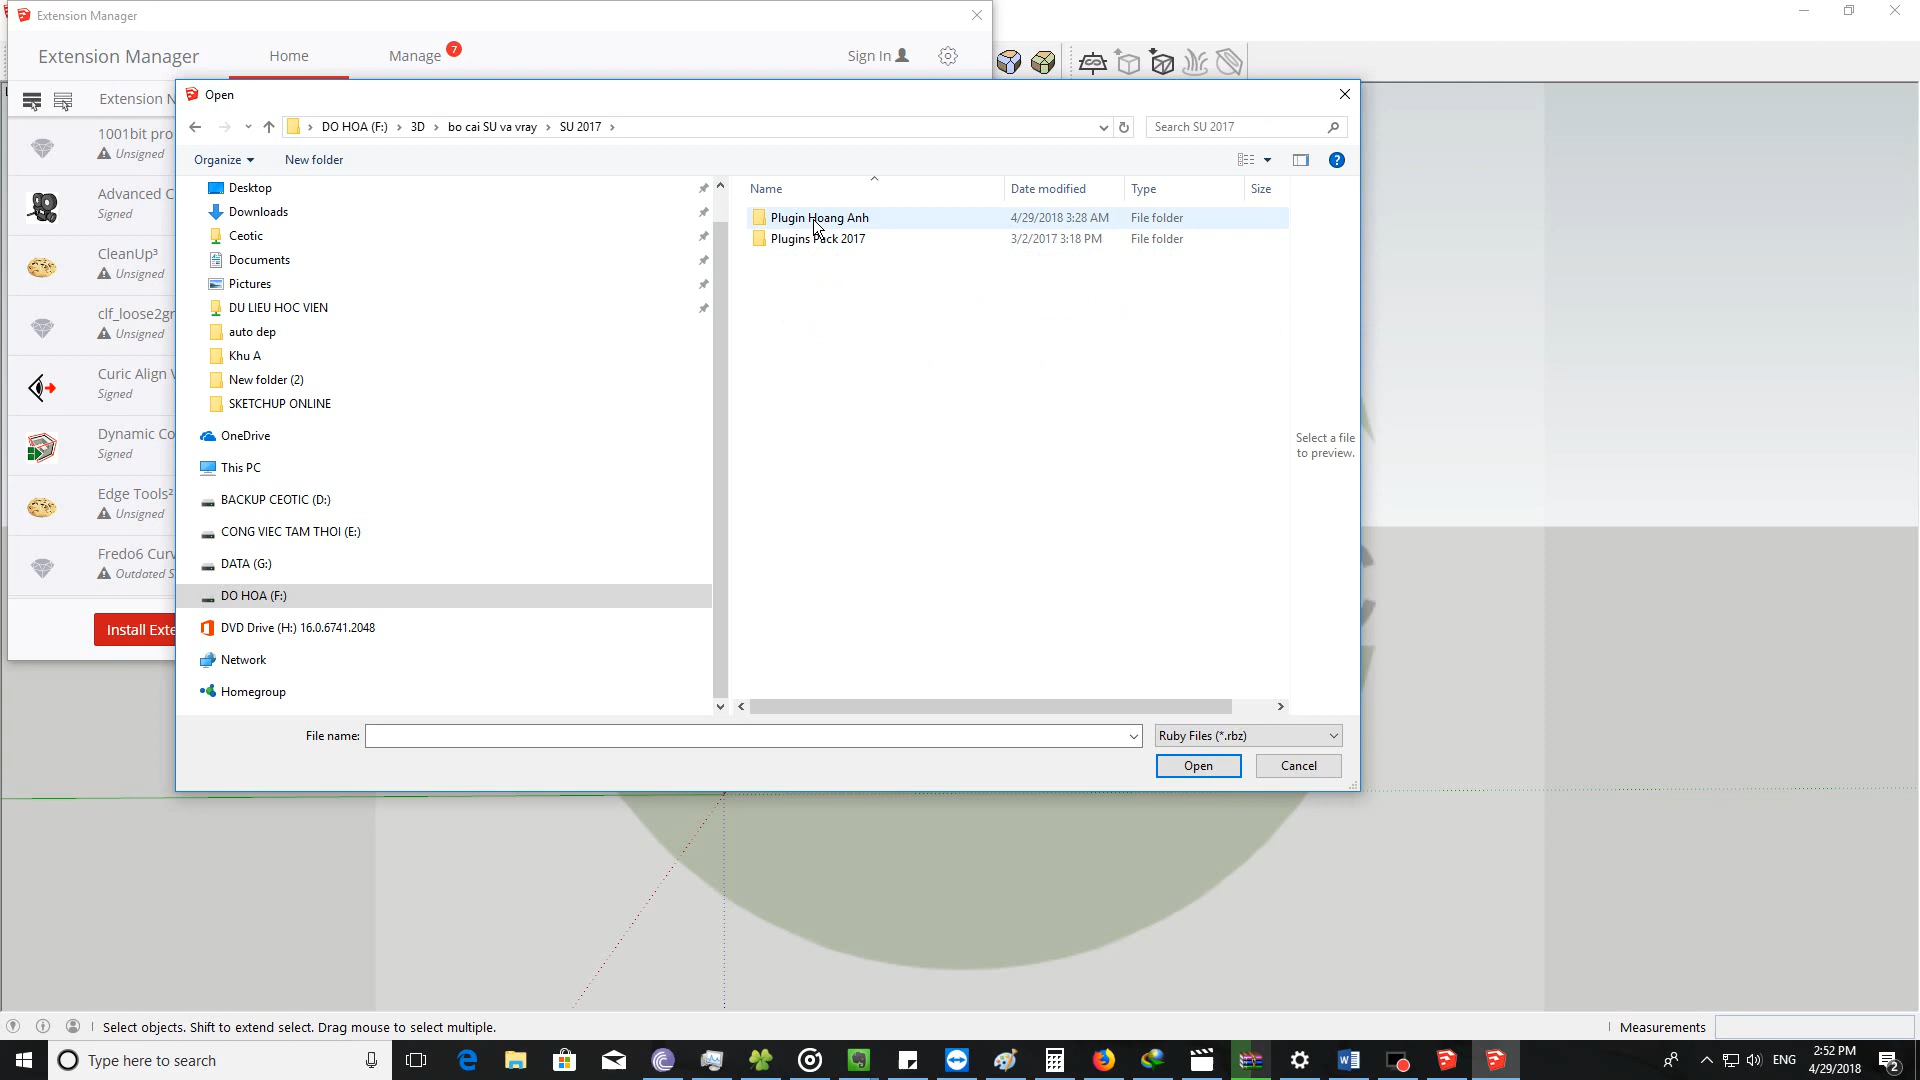 Extension Manager
Extension Manager
Home
Manage
7
Sign In
Extension N
1001bit pro
Unsigned
Advanced C
Signed
CleanUp³
Unsigned
clf_loose2gr
Unsigned
Curic Align V
Signed
Dynamic Co
Signed
Edge Tools²
Unsigned
Fredo6 Curv
Outdated S
Install Exte
Open
DO HOA (F:)
3D
bo cai SU va vray
SU 2017
Search SU 2017
Organize
New folder
Desktop
Downloads
Ceotic
Documents
Pictures
DU LIEU HOC VIEN
auto dep
Khu A
New folder (2)
SKETCHUP ONLINE
OneDrive
This PC
BACKUP CEOTIC (D:)
CONG VIEC TAM THOI (E:)
DATA (G:)
DO HOA (F:)
DVD Drive (H:) 16.0.6741.2048
Network
Homegroup
Name
Date modified
Type
Size
Plugin Hoang Anh
4/29/2018 3:28 AM
File folder
Plugins Pack 2017
3/2/2017 3:18 PM
File folder
Select a file
to preview.
File name:
Ruby Files (*.rbz)
Open
Cancel
Select objects. Shift to extend select. Drag mouse to select multiple.
Measurements
Type here to search
ENG
2:52 PM
4/29/2018
2